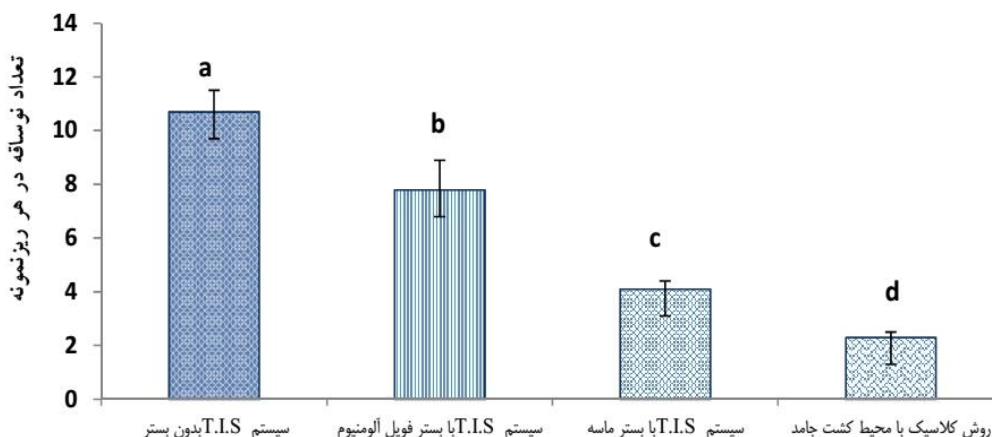 تعداد نوساقه در هر ریزنمونه
14
12
10
8
6
4
2
0
a
b
c
d
سیستم T.I.S بدون بستر
سیستم T.I.S با بستر فویل آلومنیوم
سیستم T.I.S با بستر ماسه
روش کلاسیک با محیط کشت جامد